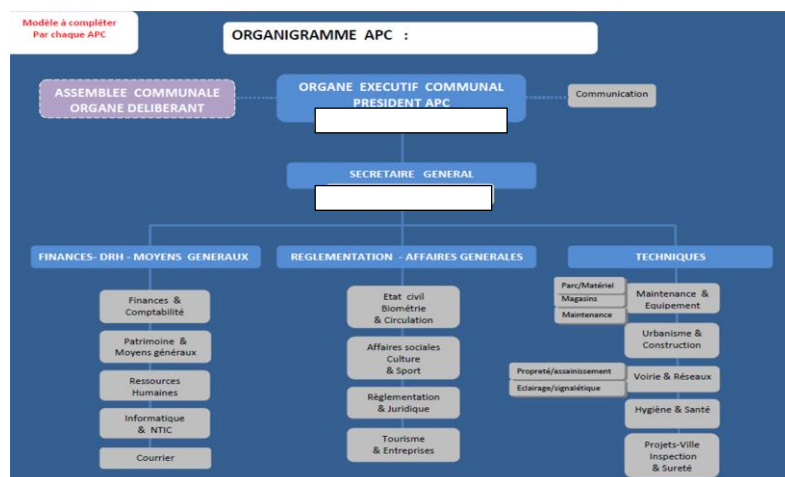 Modèle à compléter
Par chaque APC
ORGANIGRAMME APC :
ASSEMBLEE COMMUNALE
ORGANE DELIBERANT
ORGANE EXECUTIF COMMUNAL
PRESIDENT APC
Communication
SECRETAIRE GENERAL
FINANCES- DRH - MOYENS GENERAUX
REGLEMENTATION - AFFAIRES GENERALES
TECHNIQUES
Finances &
Comptabilité
Patrimoine &
Moyens généraux
Ressources
Humaines
Informatique
& NTIC
Courrier
Etat civil
Biométrie
& Circulation
Affaires sociales
Culture
& Sport
Règlementation
& Juridique
Tourisme
& Entreprises
Parc/Matériel
Magasins
Maintenance
Maintenance &
Equipement
Urbanisme &
Construction
Propreté/assainissement
Eclairage/signalétique
Voirie & Réseaux
Hygiène & Santé
Projets-Ville
Inspection
& Sureté